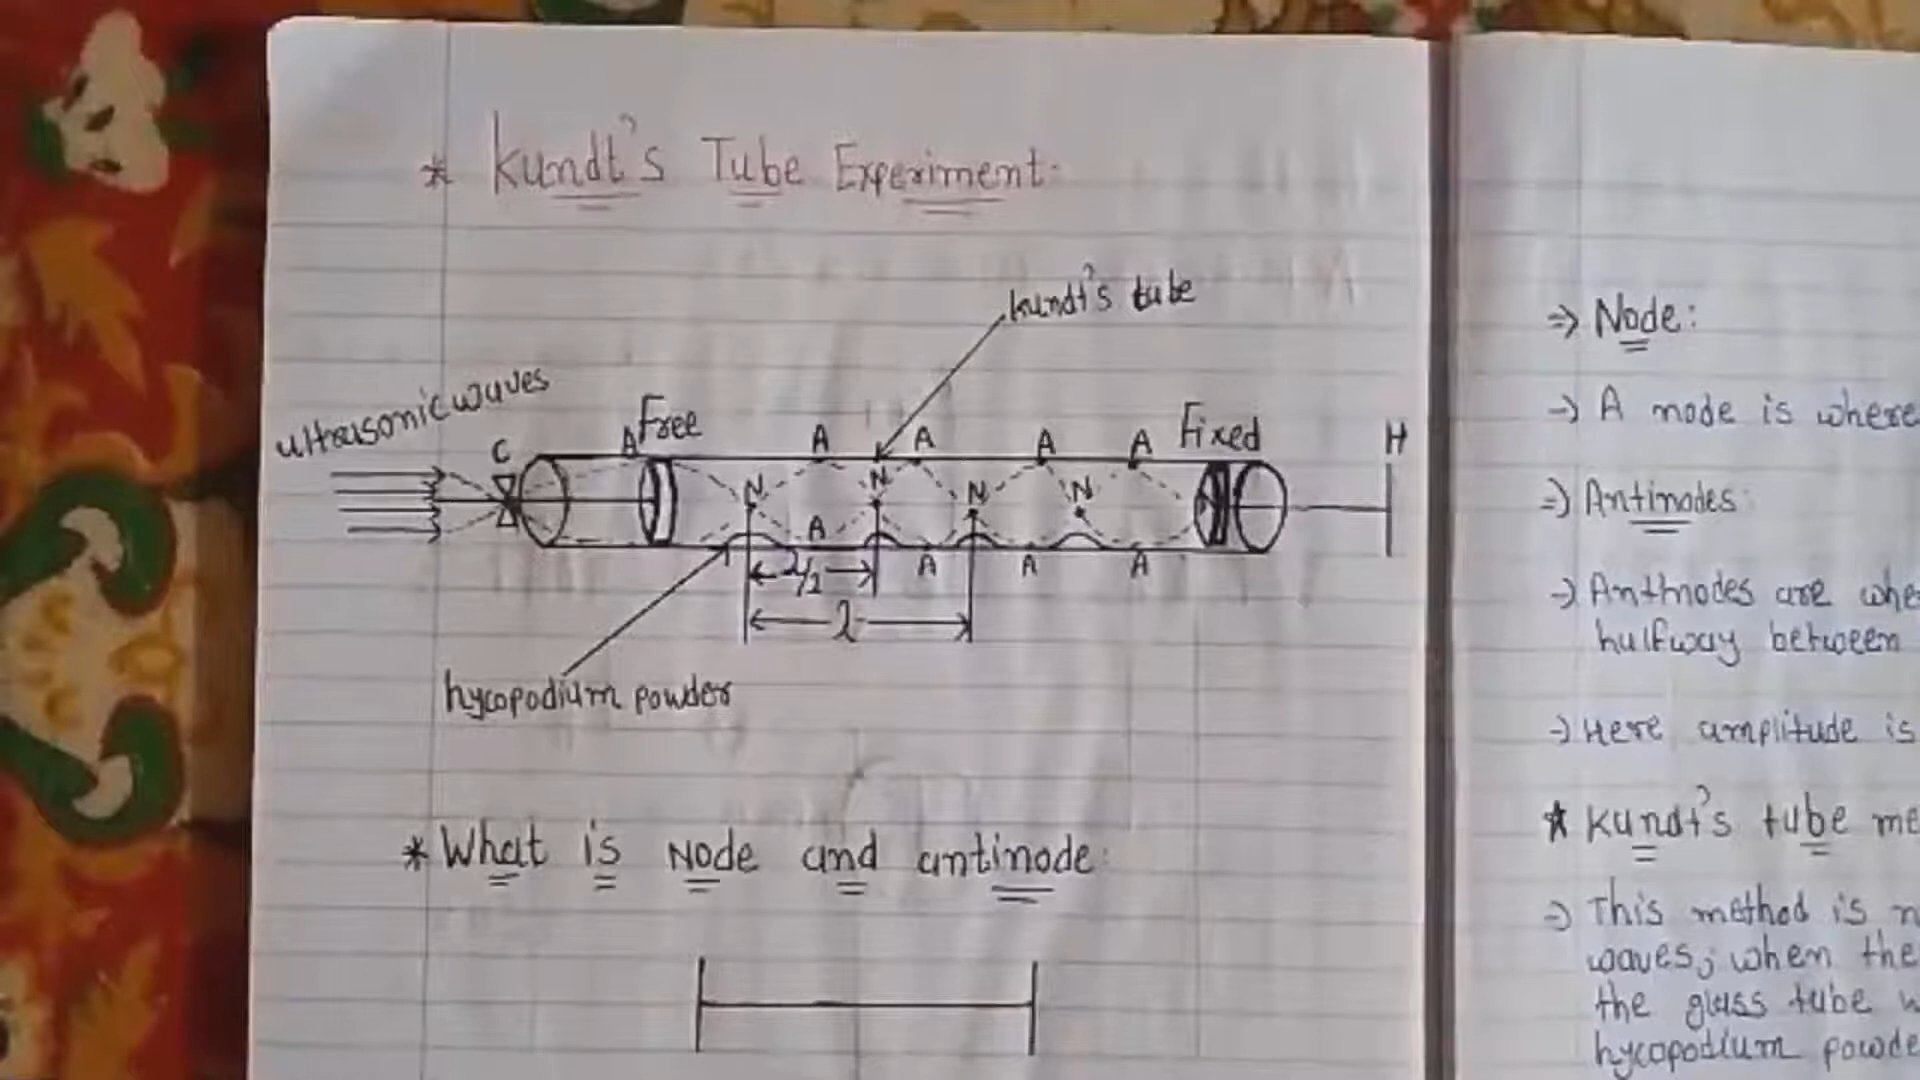 * Kundt's Tube Experiment:
kundt's tube
ultrasonic waves
C
A
Free
A
A
A
A
Fixed
H
N
N
N
N
A
A
A
A
λ/2
λ
hycopodium powder
* What is Node and antinode:
⇒ Node:
→ A node is where
⇒ Antinodes:
→ Antinodes are whe
halfway between
→ Here amplitude is
* Kundt's tube me
⇒ This method is
waves, when the
the glass tube
hycopodium powde